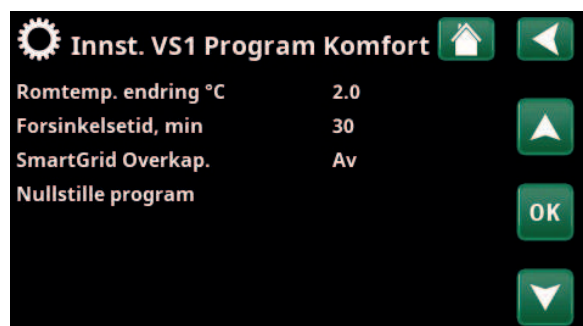 Innst. VS1 Program Komfort
Romtemp. endring °C 2.0
Forsinkelsetid, min 30
SmartGrid Overkap. Av
Nullstille program
OK